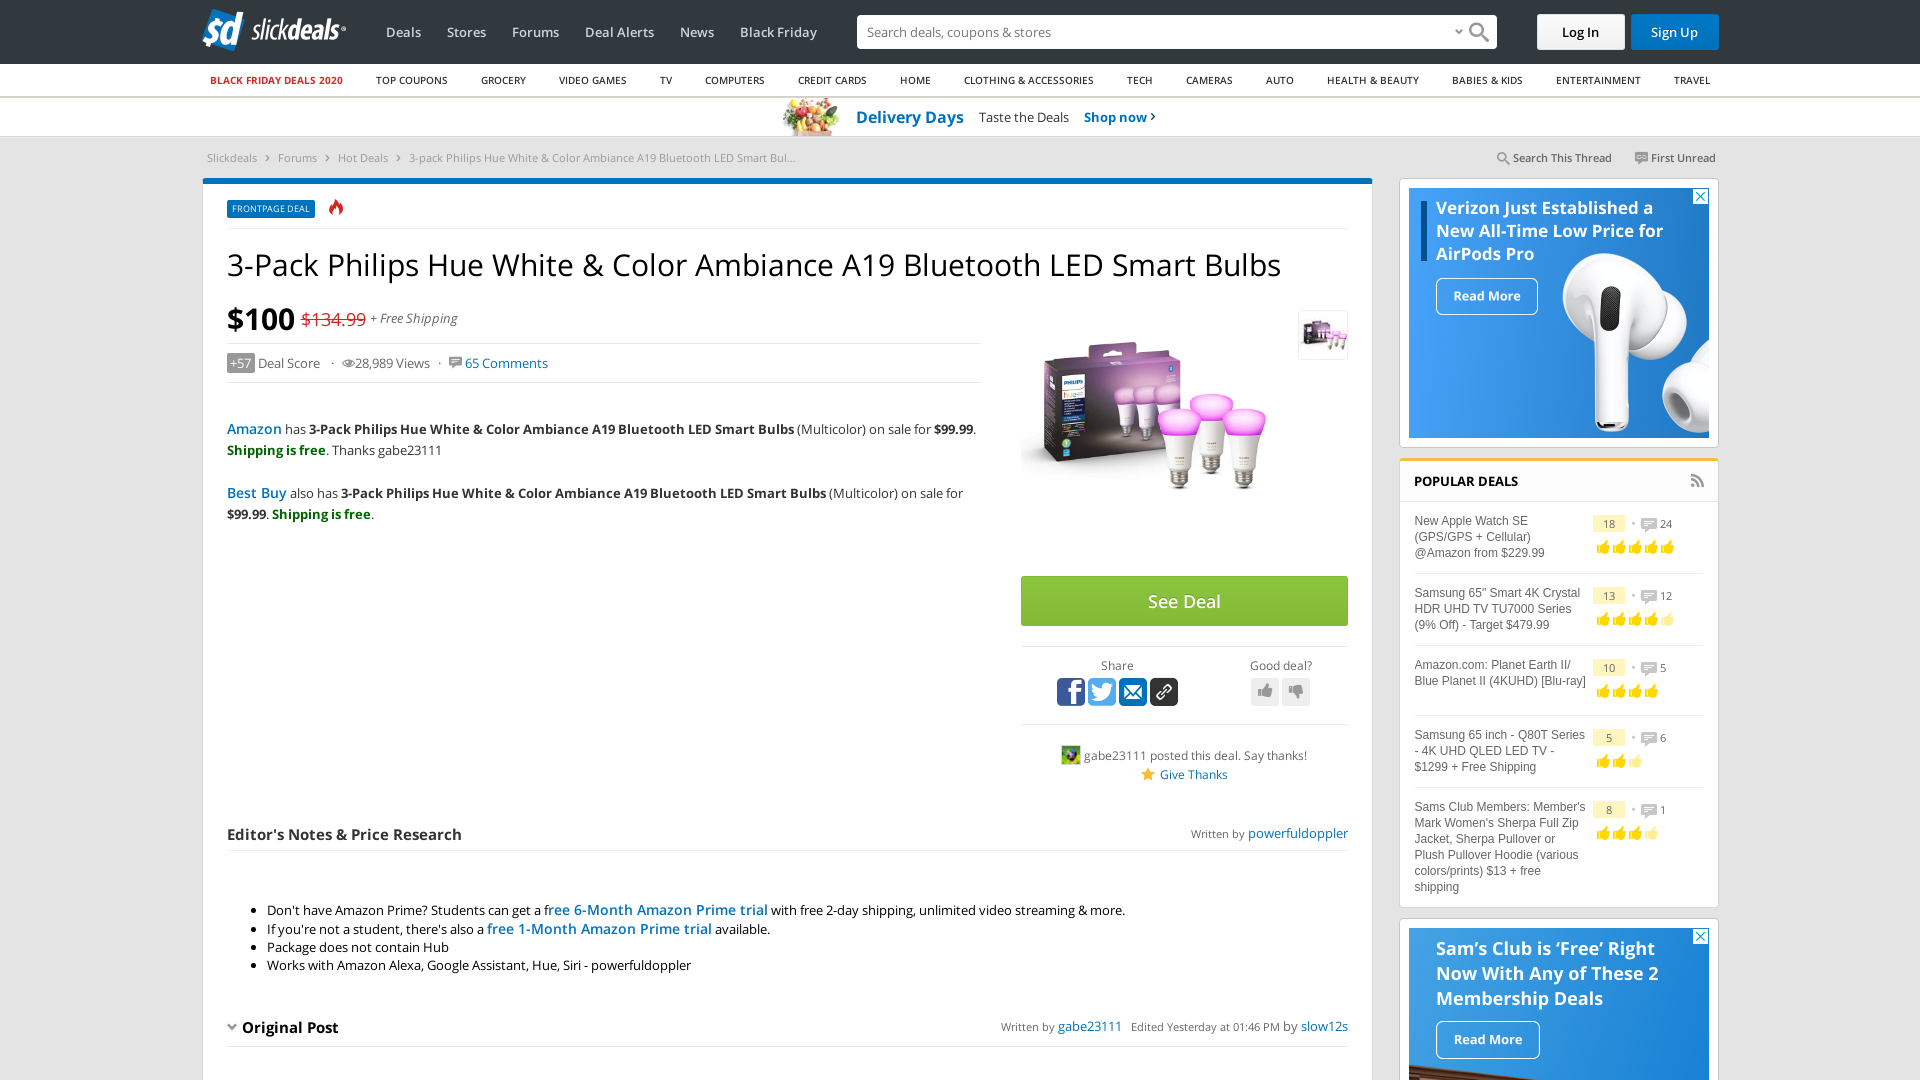 sd slickdeals
Deals Stores Forums Deal Alerts News Black Friday
Search deals, coupons & shops
Log In
Sign Up
BLACK FRIDAY DEALS 2020 TOP COUPONS GROCERY VIDEO GAMES TV COMPUTERS CREDIT CARDS HOME CLOTHING & ACCESSORIES TECH CAMERAS AUTO HEALTH & BEAUTY BABIES & KIDS ENTERTAINMENT TRAVEL
Delivery Days Taste the Deals Shop now
Slickdeals Forums Hot Deals 3-pack Philips Hue White & Color Ambiance A19 Bluetooth LED Smart Bul...
Search This Thread First Unread
FRONTPAGE DEAL
3-Pack Philips Hue White & Color Ambiance A19 Bluetooth LED Smart Bulbs
$100 $134.99 + Free Shipping
+57 Deal Score · 28,989 Views · 65 Comments
Amazon has 3-Pack Philips Hue White & Color Ambiance A19 Bluetooth LED Smart Bulbs (Multicolor) on sale for $99.99.
Shipping is free. Thanks gabe23111
Best Buy also has 3-Pack Philips Hue White & Color Ambiance A19 Bluetooth LED Smart Bulbs (Multicolor) on sale for
$99.99. Shipping is free.
PHILIPS
See Deal
Share
Good deal?
gabe23111 posted this deal. Say thanks!
Give Thanks
Editor's Notes & Price Research
Written by powerfuldoppler
Don't have Amazon Prime? Students can get a free 6-Month Amazon Prime trial with free 2-day shipping, unlimited video streaming & more.
If you're not a student, there's also a free 1-Month Amazon Prime trial available.
Package does not contain Hub
Works with Amazon Alexa, Google Assistant, Hue, Siri - powerfuldoppler
Original Post
Written by gabe23111 Edited Yesterday at 01:46 PM by slow12s
Verizon Just Established a
New All-Time Low Price for
AirPods Pro
Read More
POPULAR DEALS
New Apple Watch SE
(GPS/GPS + Cellular)
@Amazon from $229.99
18 • 24
Samsung 65" Smart 4K Crystal
HDR UHD TV TU7000 Series
(9% Off) - Target $479.99
13 • 12
Amazon.com: Planet Earth II/
Blue Planet II (4KUHD) [Blu-ray]
10 • 5
Samsung 65 inch - Q80T Series
- 4K UHD QLED LED TV -
$1299 + Free Shipping
5 • 6
Sams Club Members: Member's
Mark Women's Sherpa Full Zip
Jacket, Sherpa Pullover or
Plush Pullover Hoodie (various
colors/prints) $13 + free
shipping
8 • 1
Sam's Club is 'Free' Right
Now With Any of These 2
Membership Deals
Read More